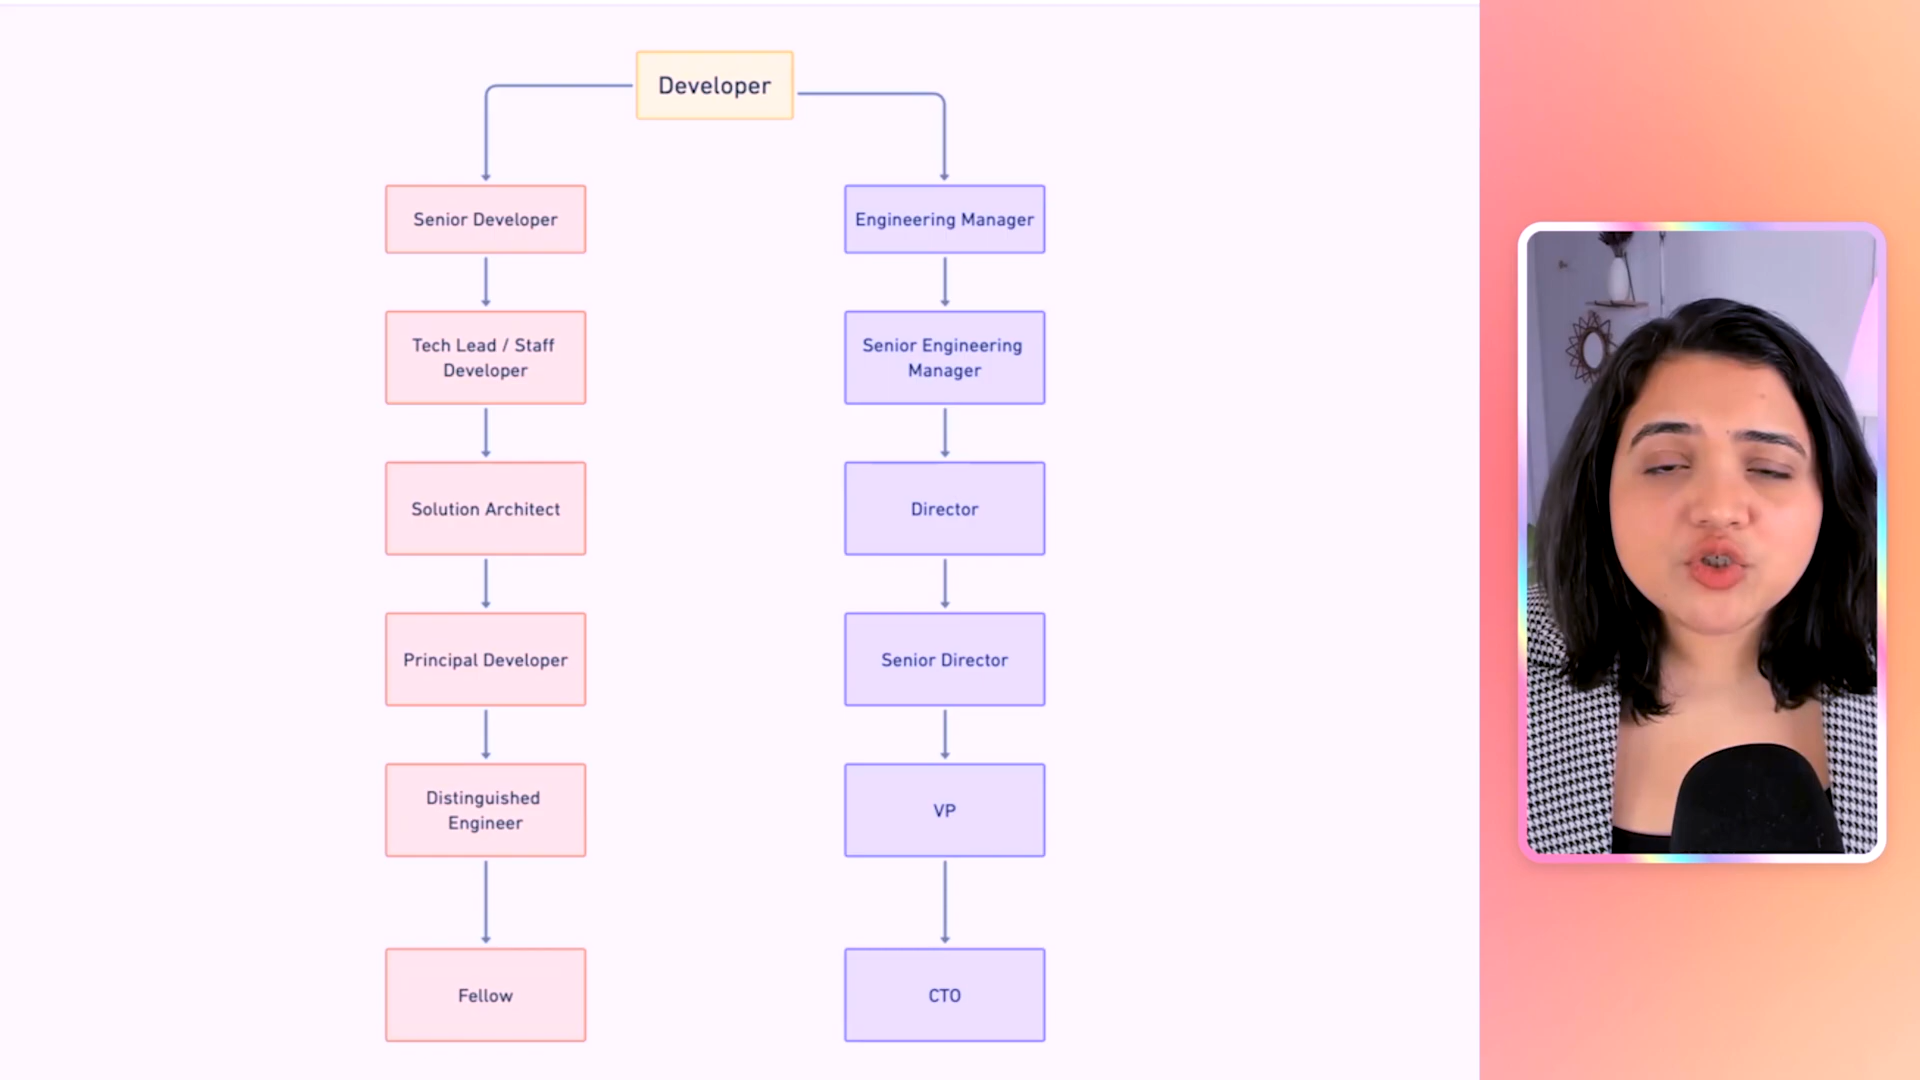 Developer
Senior Developer
Tech Lead / Staff
Developer
Solution Architect
Principal Developer
Distinguished
Engineer
Fellow
Engineering Manager
Senior Engineering
Manager
Director
Senior Director
VP
CTO